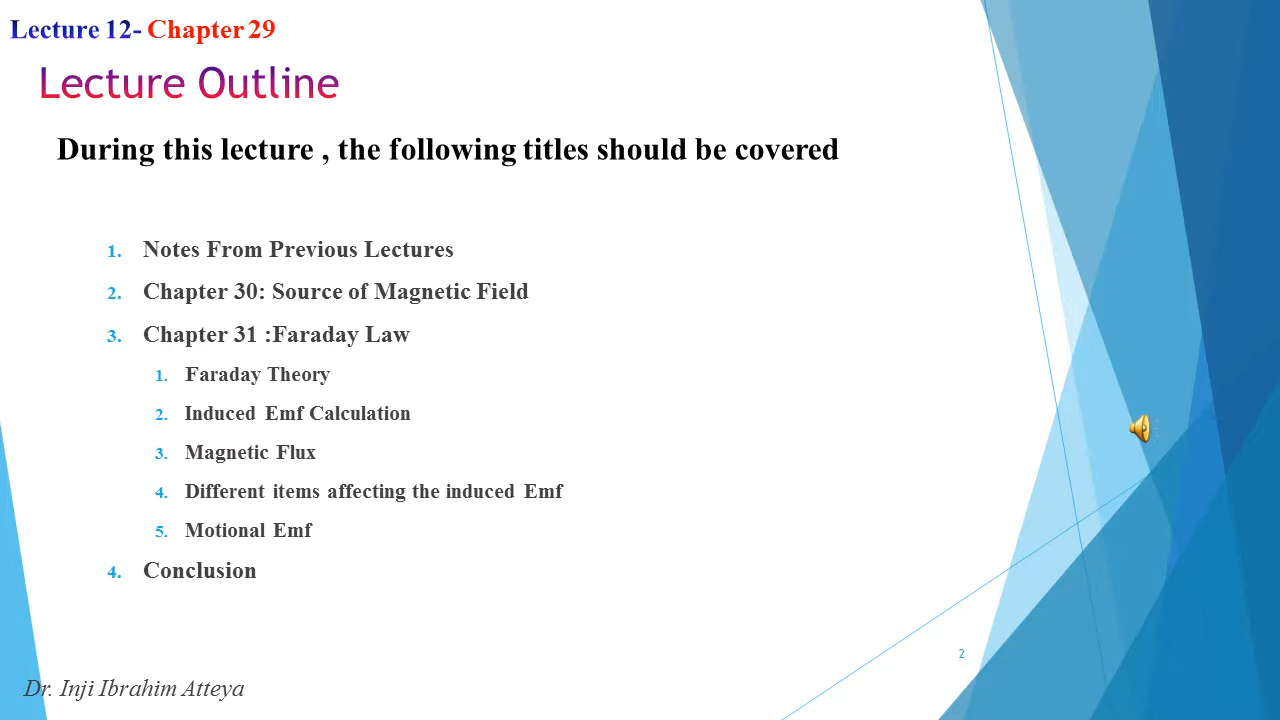 Lecture 12- Chapter 29
Lecture Outline
During this lecture , the following titles should be covered
1. Notes From Previous Lectures
2. Chapter 30: Source of Magnetic Field
3. Chapter 31 :Faraday Law
1. Faraday Theory
2. Induced Emf Calculation
3. Magnetic Flux
4. Different items affecting the induced Emf
5. Motional Emf
4. Conclusion
2
Dr. Inji Ibrahim Atteya